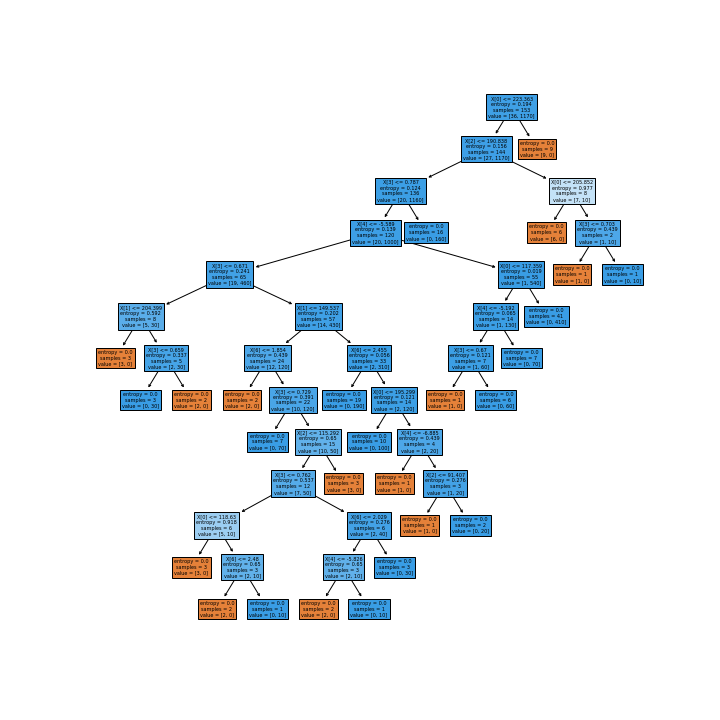 X[0] <= 223.363
entropy = 0.194
samples = 153
value = [36, 1170]
X[2] <= 190.838
entropy = 0.156
samples = 144
value = [27, 1170]
entropy = 0.0
samples = 9
value = [9, 0]
X[3] <= 0.787
entropy = 0.124
samples = 136
value = [20, 1160]
X[0] <= 205.852
entropy = 0.977
samples = 8
value = [7, 10]
X[4] <= -5.589
entropy = 0.139
samples = 120
value = [20, 1000]
entropy = 0.0
samples = 16
value = [0, 160]
entropy = 0.0
samples = 6
value = [6, 0]
X[3] <= 0.703
entropy = 0.439
samples = 2
value = [1, 10]
X[3] <= 0.671
entropy = 0.241
samples = 65
value = [19, 460]
X[0] <= 117.359
entropy = 0.019
samples = 55
value = [1, 540]
entropy = 0.0
samples = 1
value = [1, 0]
entropy = 0.0
samples = 1
value = [0, 10]
X[1] <= 204.399
entropy = 0.592
samples = 8
value = [5, 30]
X[1] <= 149.537
entropy = 0.202
samples = 57
value = [14, 430]
X[4] <= -5.192
entropy = 0.065
samples = 14
value = [1, 130]
entropy = 0.0
samples = 41
value = [0, 410]
entropy = 0.0
samples = 3
value = [3, 0]
X[3] <= 0.659
entropy = 0.337
samples = 5
value = [2, 30]
X[6] <= 1.854
entropy = 0.439
samples = 24
value = [12, 120]
X[6] <= 2.455
entropy = 0.056
samples = 33
value = [2, 310]
X[3] <= 0.67
entropy = 0.121
samples = 7
value = [1, 60]
entropy = 0.0
samples = 7
value = [0, 70]
entropy = 0.0
samples = 3
value = [0, 30]
entropy = 0.0
samples = 2
value = [2, 0]
entropy = 0.0
samples = 2
value = [2, 0]
X[3] <= 0.729
entropy = 0.391
samples = 22
value = [10, 120]
entropy = 0.0
samples = 19
value = [0, 190]
X[0] <= 195.299
entropy = 0.121
samples = 14
value = [2, 120]
entropy = 0.0
samples = 1
value = [1, 0]
entropy = 0.0
samples = 6
value = [0, 60]
entropy = 0.0
samples = 7
value = [0, 70]
X[2] <= 115.292
entropy = 0.65
samples = 15
value = [10, 50]
entropy = 0.0
samples = 10
value = [0, 100]
X[4] <= -6.885
entropy = 0.439
samples = 4
value = [2, 20]
X[3] <= 0.762
entropy = 0.537
samples = 12
value = [7, 50]
entropy = 0.0
samples = 3
value = [3, 0]
entropy = 0.0
samples = 1
value = [1, 0]
X[2] <= 91.407
entropy = 0.276
samples = 3
value = [1, 20]
X[0] <= 118.63
entropy = 0.918
samples = 6
value = [5, 10]
X[6] <= 2.029
entropy = 0.276
samples = 6
value = [2, 40]
entropy = 0.0
samples = 1
value = [1, 0]
entropy = 0.0
samples = 2
value = [0, 20]
entropy = 0.0
samples = 3
value = [3, 0]
X[6] <= 2.48
entropy = 0.65
samples = 3
value = [2, 10]
X[4] <= -5.826
entropy = 0.65
samples = 3
value = [2, 10]
entropy = 0.0
samples = 3
value = [0, 30]
entropy = 0.0
samples = 2
value = [2, 0]
entropy = 0.0
samples = 1
value = [0, 10]
entropy = 0.0
samples = 2
value = [2, 0]
entropy = 0.0
samples = 1
value = [0, 10]